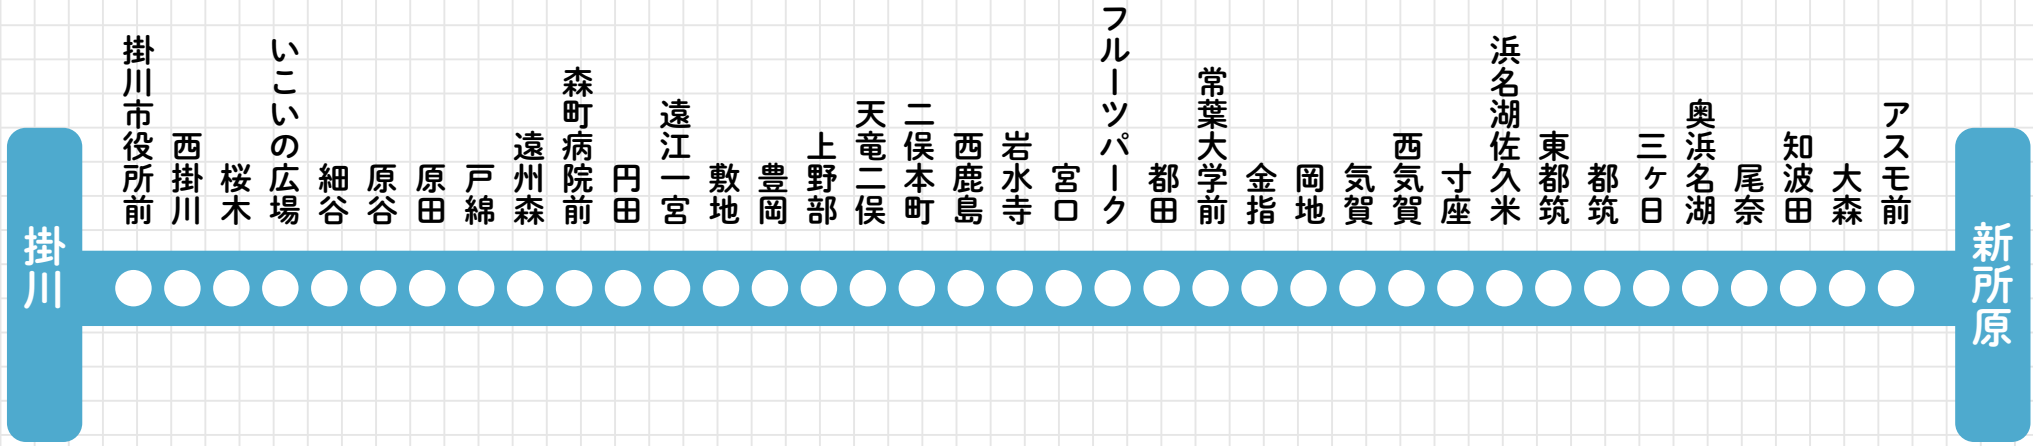 掛川
掛川市役所前
西掛川
桜木
いこいの広場
細谷
原谷
原田
戸綿
遠州森
森町病院前
円田
遠江一宮
敷地
豊岡
上野部
天竜二俣
二俣本町
西鹿島
岩水寺
宮口
フルーツパーク
都田
常葉大学前
金指
岡地
気賀
西気賀
寸座
浜名湖佐久米
東都筑
都筑
三ヶ日
奥浜名湖
尾奈
知波田
大森
アスモ前
新所原